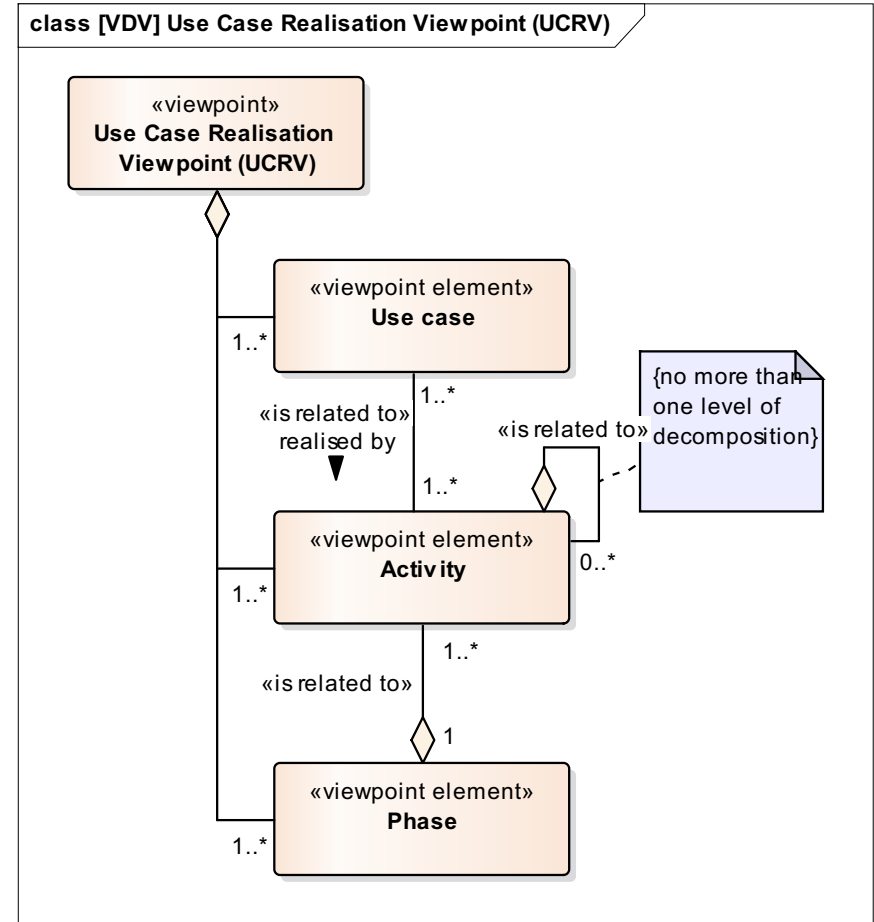 class [VDV] Use Case Realisation Viewpoint (UCRV)
«viewpoint»
Use Case Realisation
Viewpoint (UCRV)
«viewpoint element»
Use case
1..*
1..*
«is related to»
realised by
{no more than
one level of
decomposition}
«is related to»
1..*
«viewpoint element»
Activity
0..*
1..*
1..*
«is related to»
1
«viewpoint element»
Phase
1..*